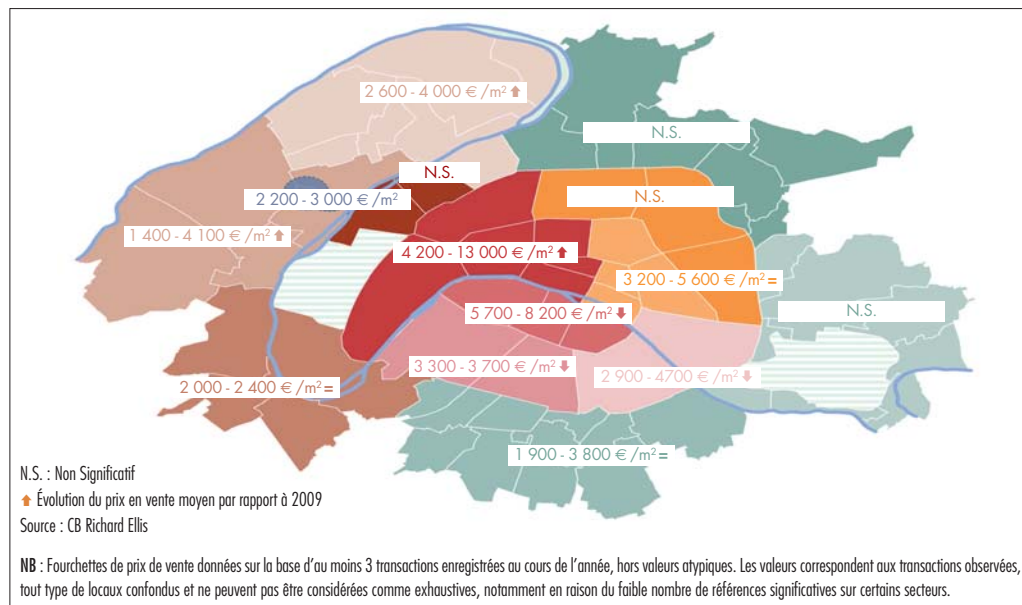 2 600 - 4 000 € /m² ⬆
N.S.
N.S.
N.S.
2 200 - 3 000 € /m²
1 400 - 4 100 € /m² ⬆
4 200 - 13 000 € /m² ⬆
3 200 - 5 600 € /m² =
5 700 - 8 200 € /m² ⬇
N.S.
3 300 - 3 700 € /m² ⬇
2 900 - 4700 € /m² ⬇
2 000 - 2 400 € /m² =
1 900 - 3 800 € /m² =
N.S. : Non Significatif
⬆ Évolution du prix en vente moyen par rapport à 2009
Source : CB Richard Ellis
NB : Fourchettes de prix de vente données sur la base d'au moins 3 transactions enregistrées au cours de l'année, hors valeurs atypiques. Les valeurs correspondent aux transactions observées,
tout type de locaux confondus et ne peuvent pas être considérées comme exhaustives, notamment en raison du faible nombre de références significatives sur certains secteurs.